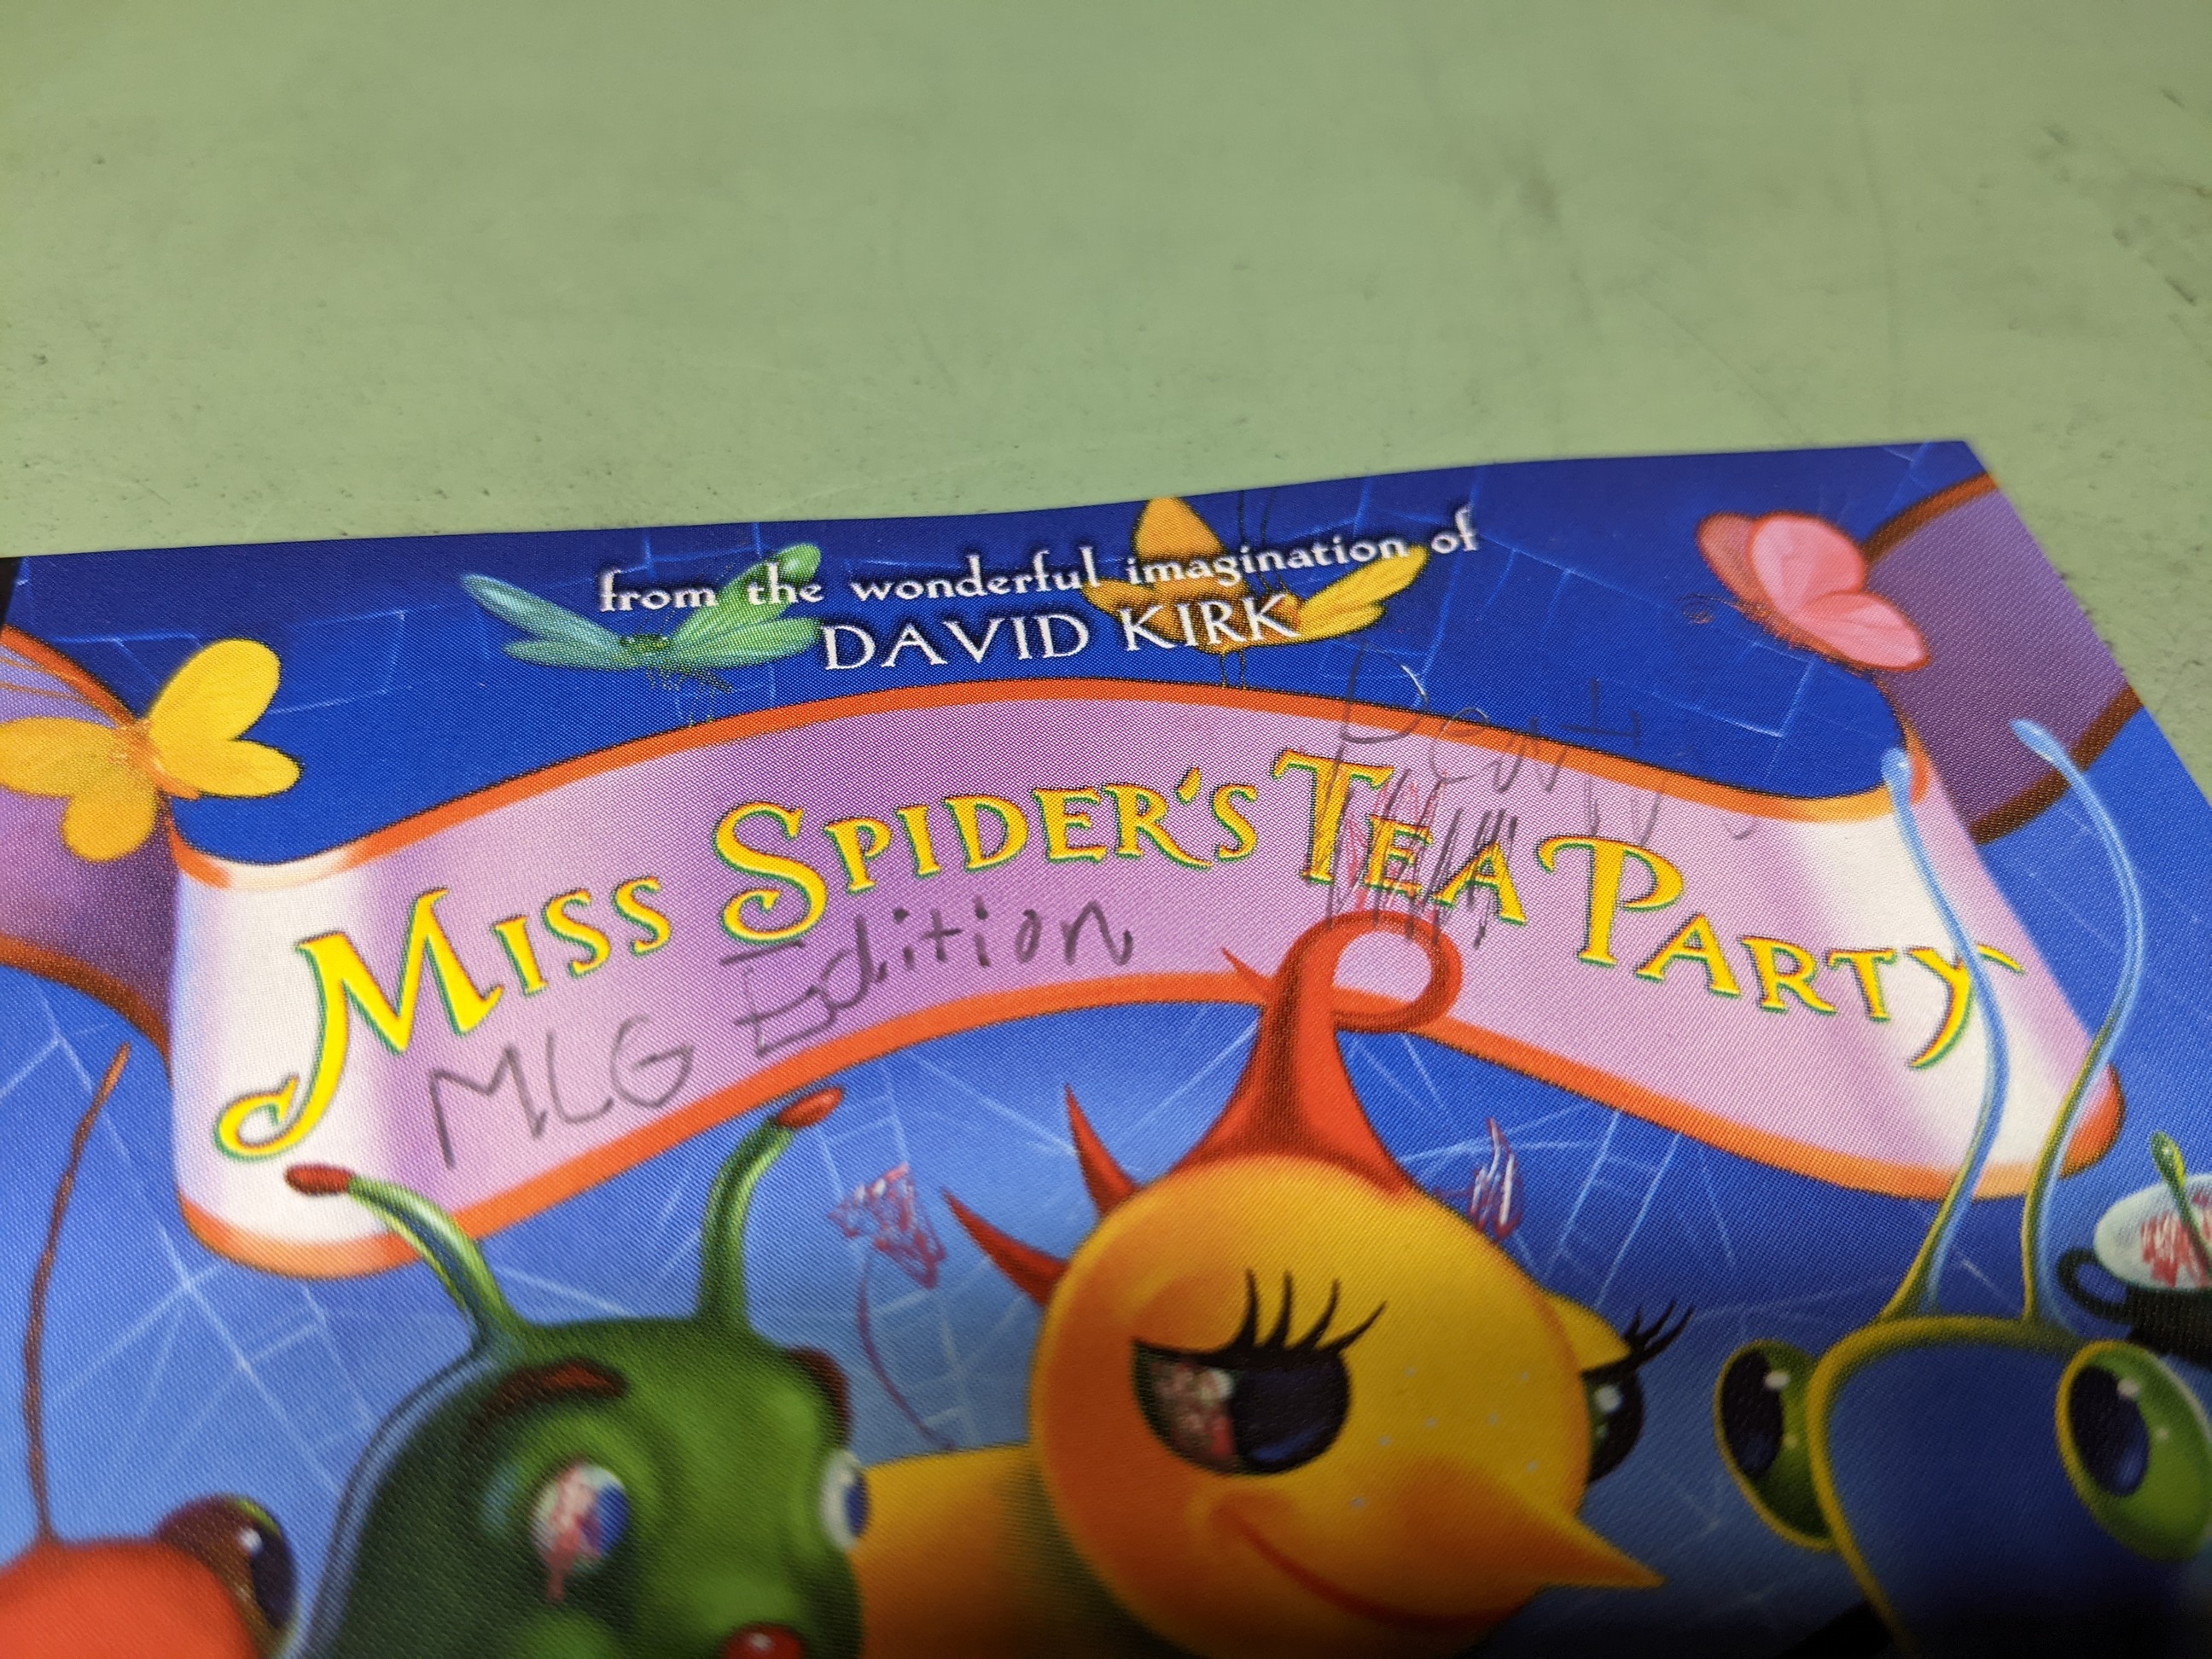 from the wonderful imagination of
DAVID KIRK
MISS SPIDER'S TEA PARTY
MLG Edition